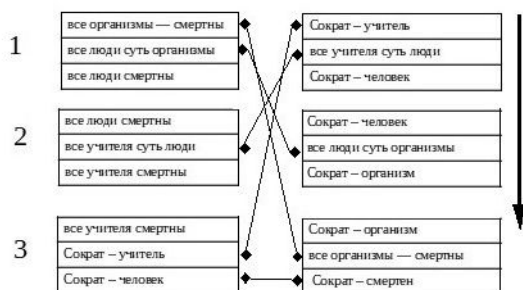 1
все организмы — смертны
все люди суть организмы
все люди смертны
Сократ – учитель
все учителя суть люди
Сократ – человек
2
все люди смертны
все учителя суть люди
все учителя смертны
Сократ – человек
все люди суть организмы
Сократ – организм
3
все учителя смертны
Сократ – учитель
Сократ – человек
Сократ – организм
все организмы — смертны
Сократ – смертен